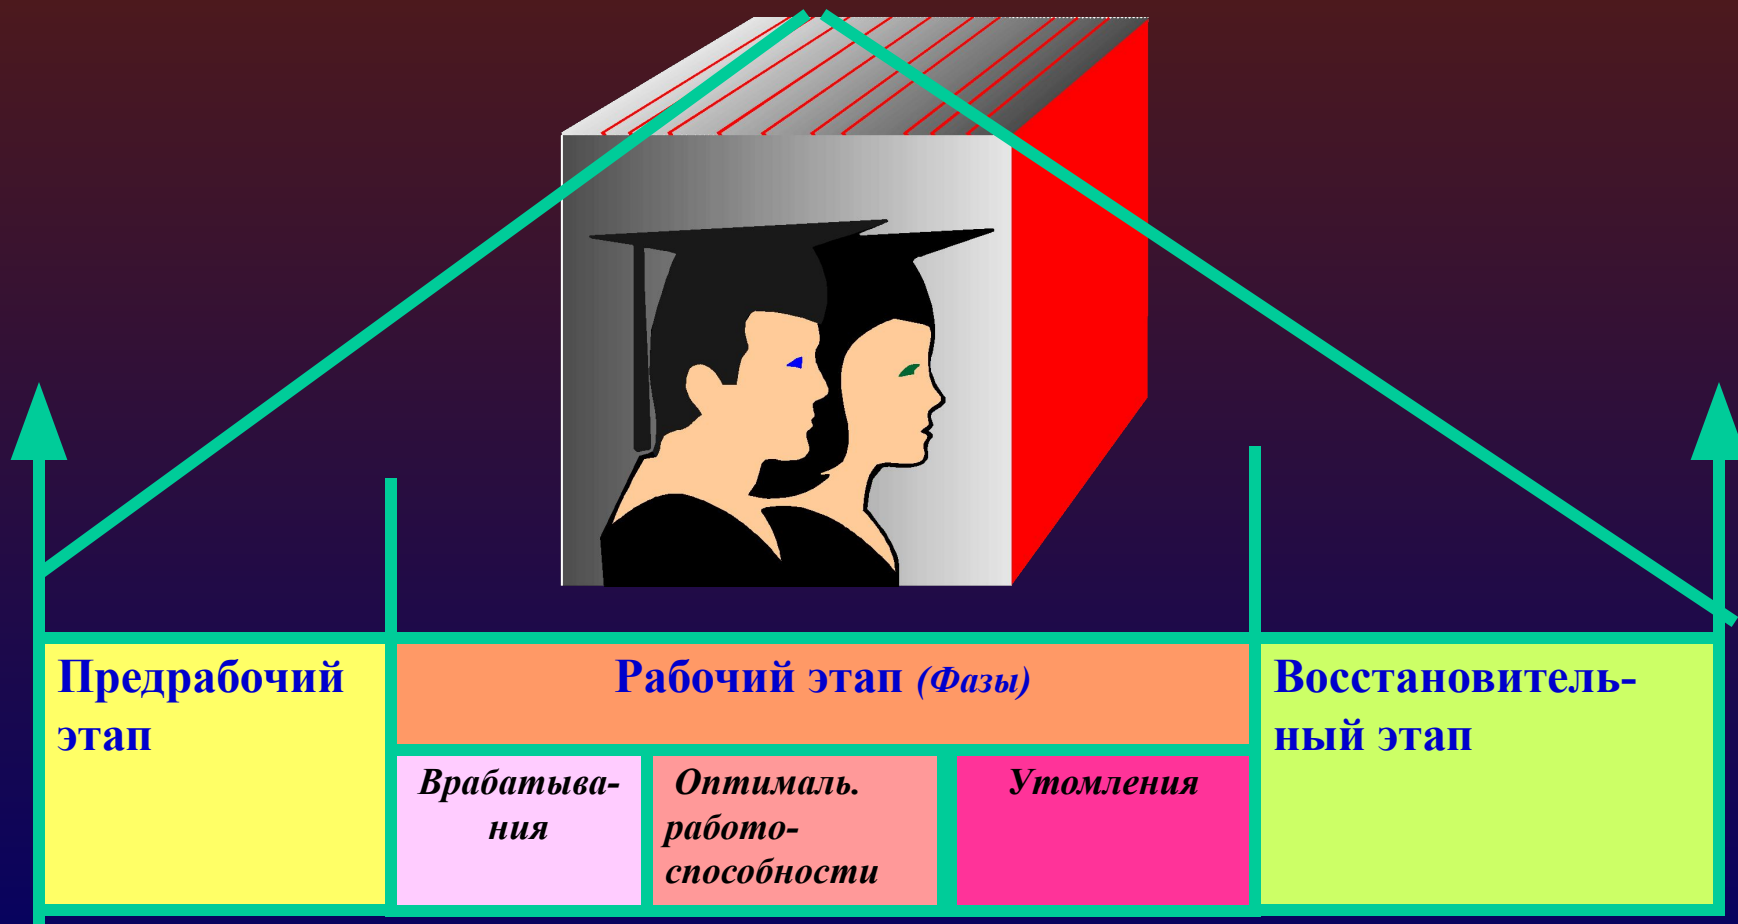 Предрабочий
этап
Рабочий этап (Фазы)
Врабатыва-
ния
Оптималь.
работо-
способности
Утомления
Восстановитель-
ный этап